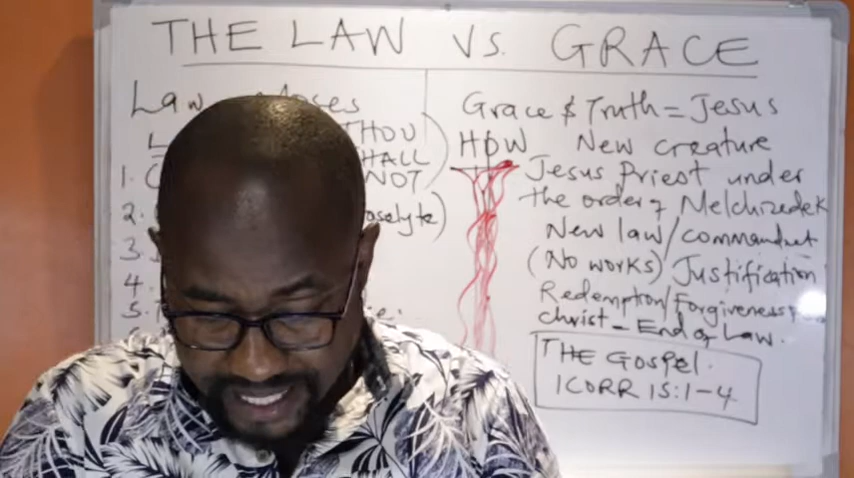 THE LAW VS. GRACE
Law Moses
THOU
SHALL
1. NOT
2. oselyte)
3.
4.
5.
Grace & Truth = Jesus
HOW New creature
Jesus Priest under
the order of Melchizedek
New law/commandmet
(No works) Justification
Redemption/Forgiveness
Christ - End of Law.
THE GOSPEL.
1CORR 15:1-4